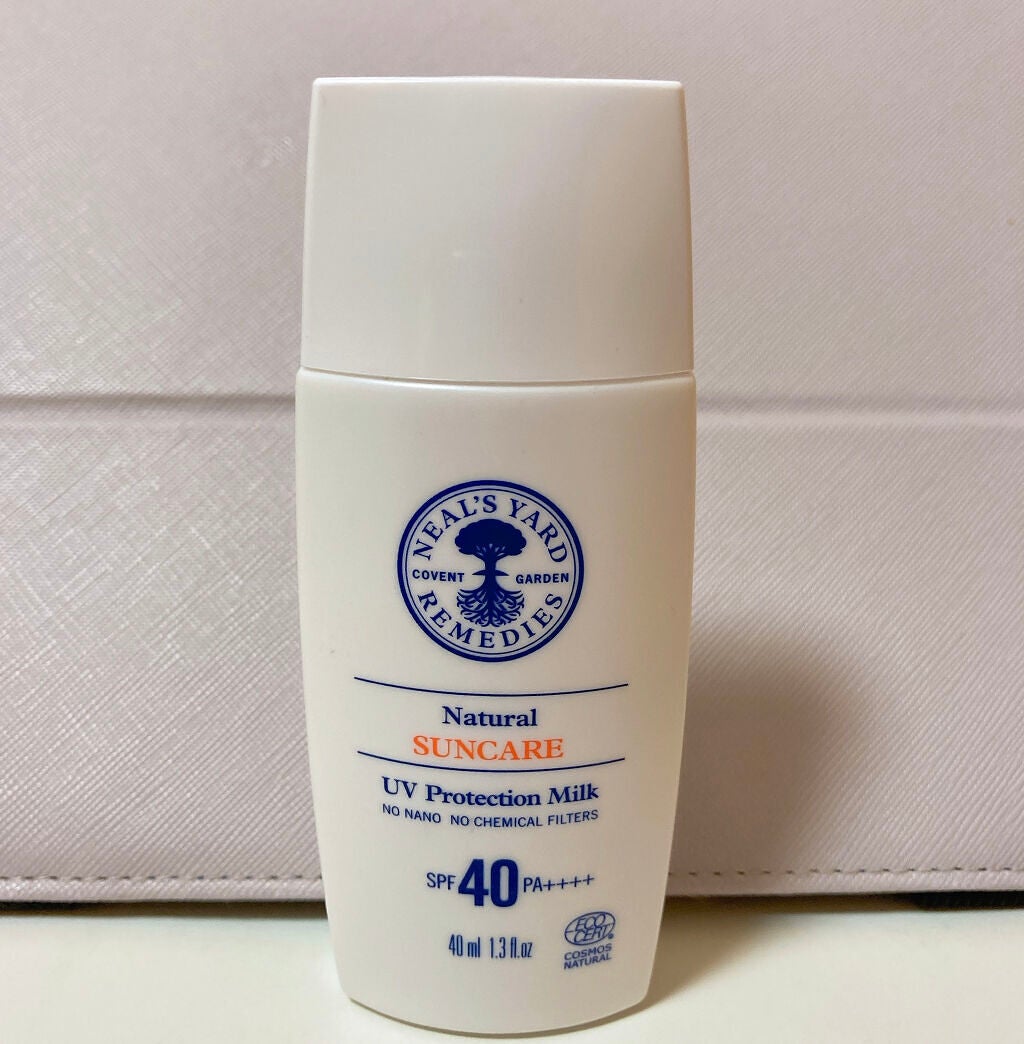 NEAL'S YARD
COVENT GARDEN
REMEDIES
Natural
SUNCARE
UV Protection Milk
NO NANO NO CHEMICAL FILTERS
SPF 40 PA++++
40 ml 1.3 fl.oz
ECO
CERT®
COSMOS
NATURAL